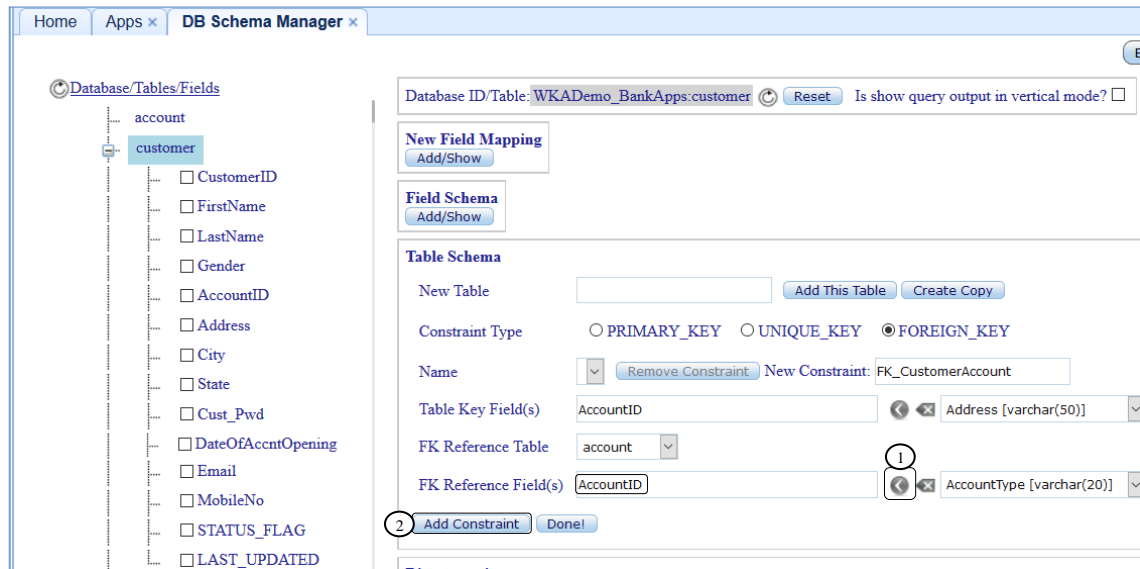 Home Apps × DB Schema Manager ×
E
Database/Tables/Fields
account
customer
CustomerID
FirstName
LastName
Gender
AccountID
Address
City
State
Cust_Pwd
DateOfAccntOpening
Email
MobileNo
STATUS_FLAG
LAST_UPDATED
Database ID/Table: WKADemo_BankApps:customer Reset Is show query output in vertical mode?
New Field Mapping
Add/Show
Field Schema
Add/Show
Table Schema
New Table Add This Table Create Copy
Constraint Type PRIMARY_KEY UNIQUE_KEY FOREIGN_KEY
Name Remove Constraint New Constraint: FK_CustomerAccount
Table Key Field(s) AccountID Address [varchar(50)]
FK Reference Table account
1
FK Reference Field(s) AccountID AccountType [varchar(20)]
2 Add Constraint Done!